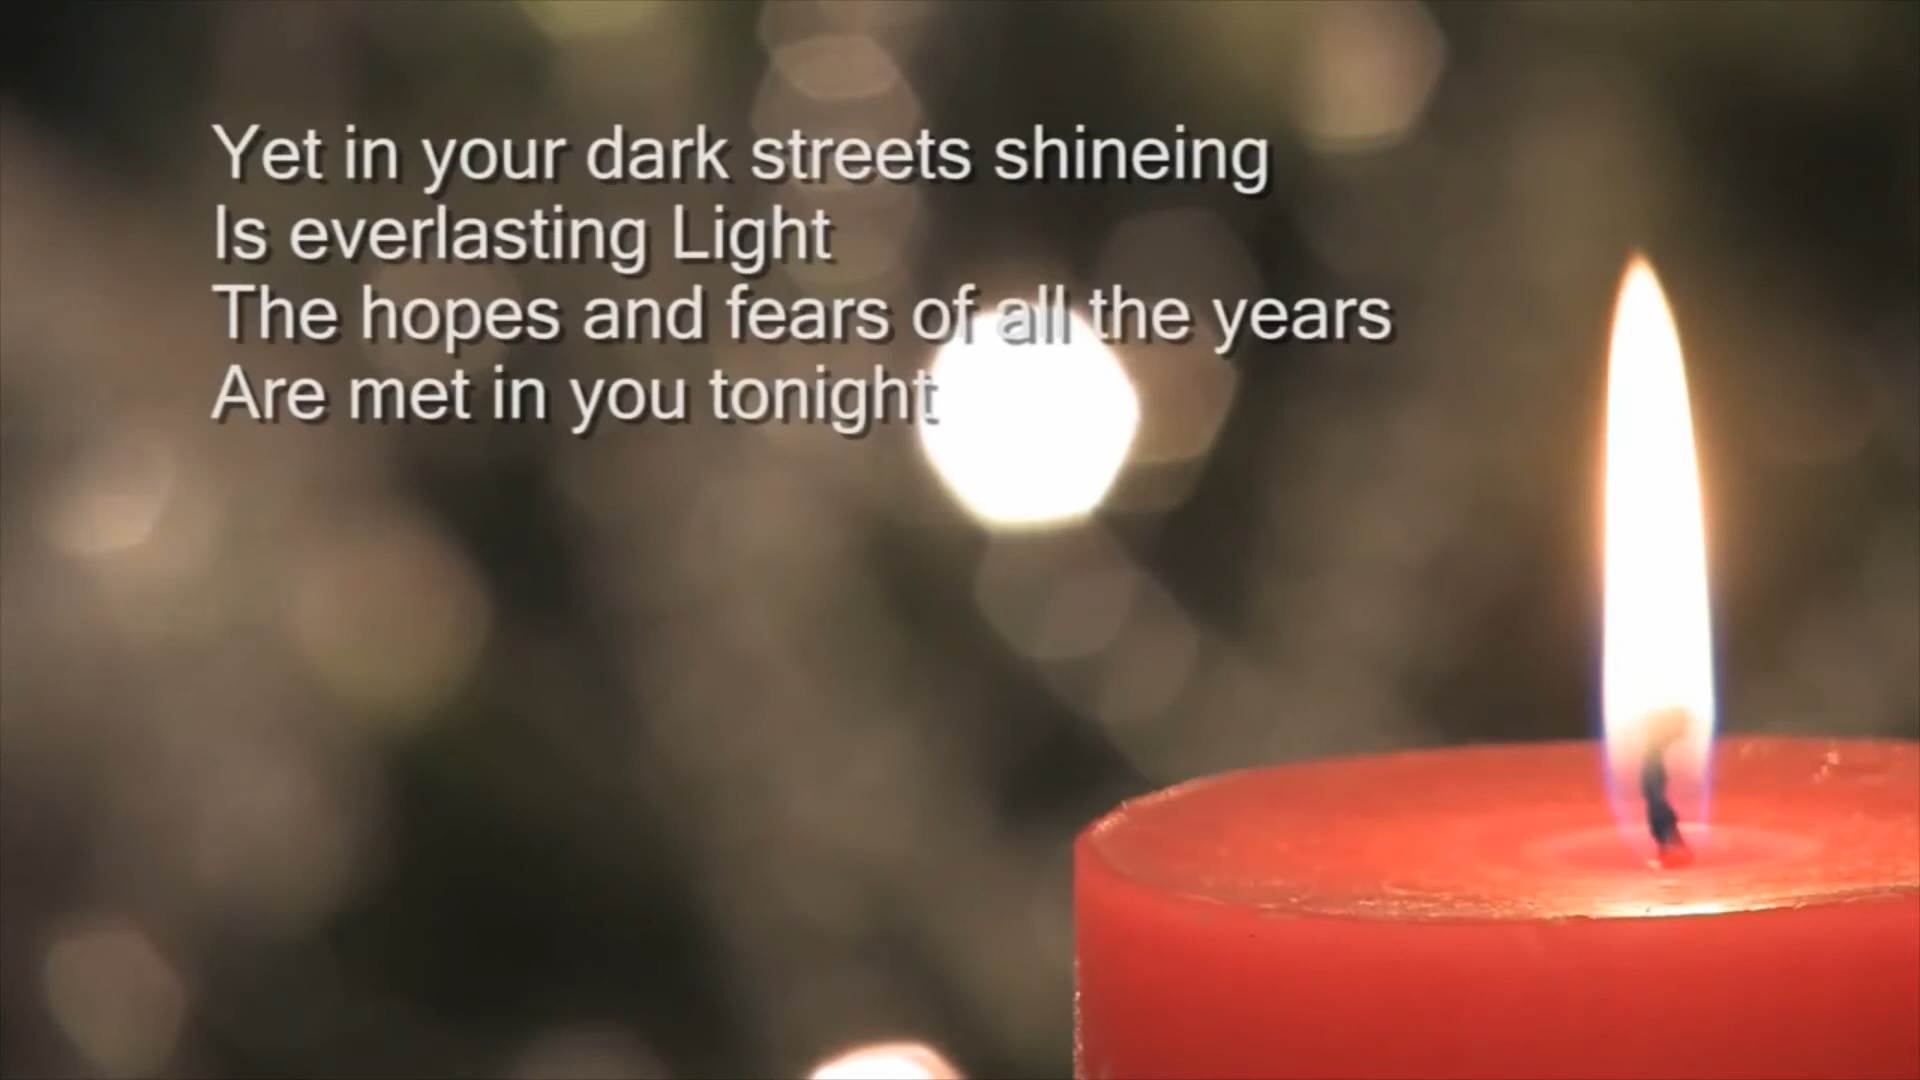 Yet in your dark streets shineing
Is everlasting Light
The hopes and fears of all the years
Are met in you tonight